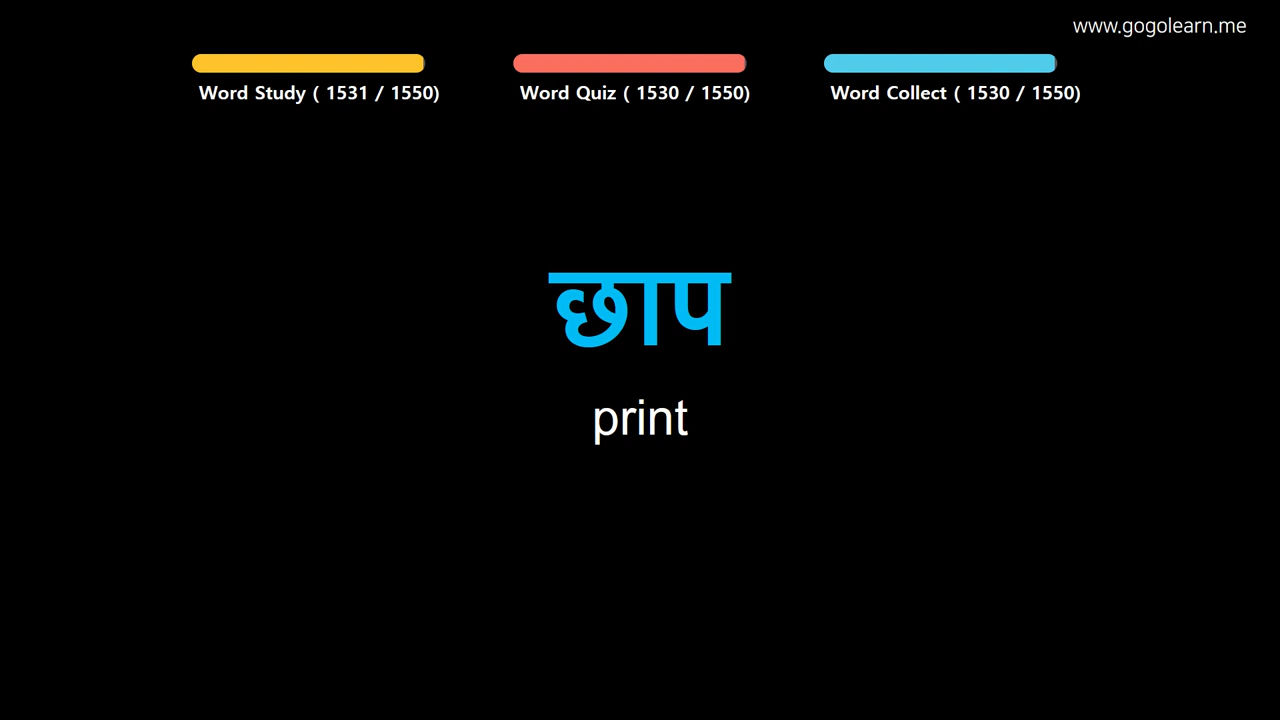 www.gogolearn.me
Word Study ( 1531 / 1550)
Word Quiz ( 1530 / 1550)
Word Collect ( 1530 / 1550)
छाप
print